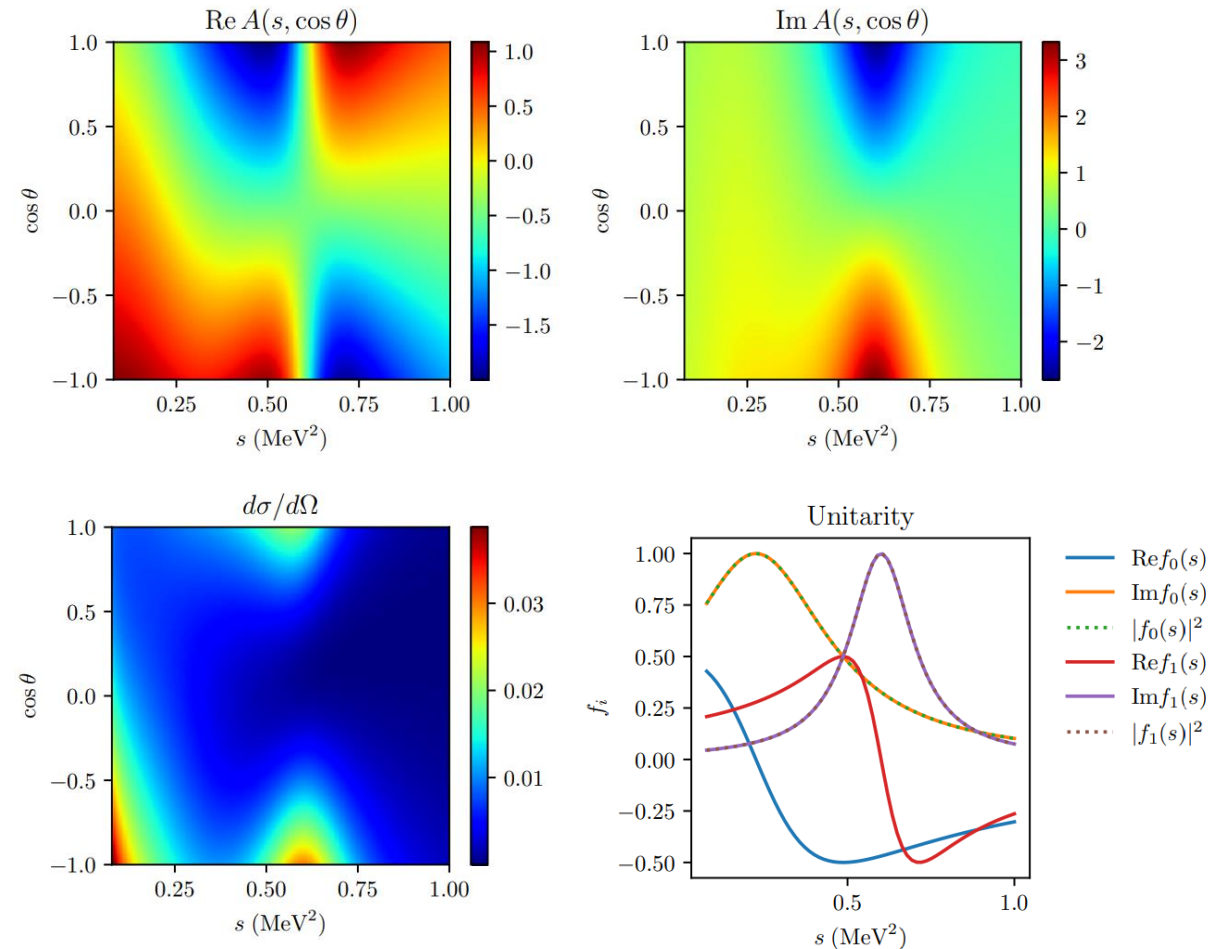 Re A(s, cos θ)
1.0
0.5
0.0
−0.5
−1.0
cos θ
0.25 0.50 0.75 1.00
s (MeV²)
1.0
0.5
0.0
−0.5
−1.0
−1.5
Im A(s, cos θ)
1.0
0.5
0.0
−0.5
−1.0
cos θ
0.25 0.50 0.75 1.00
s (MeV²)
3
2
1
0
−1
−2
dσ/dΩ
1.0
0.5
0.0
−0.5
−1.0
cos θ
0.25 0.50 0.75 1.00
s (MeV²)
0.03
0.02
0.01
Unitarity
1.00
0.75
0.50
0.25
0.00
−0.25
−0.50
f_i
0.5 1.0
s (MeV²)
Ref₀(s)
Imf₀(s)
|f₀(s)|²
Ref₁(s)
Imf₁(s)
|f₁(s)|²